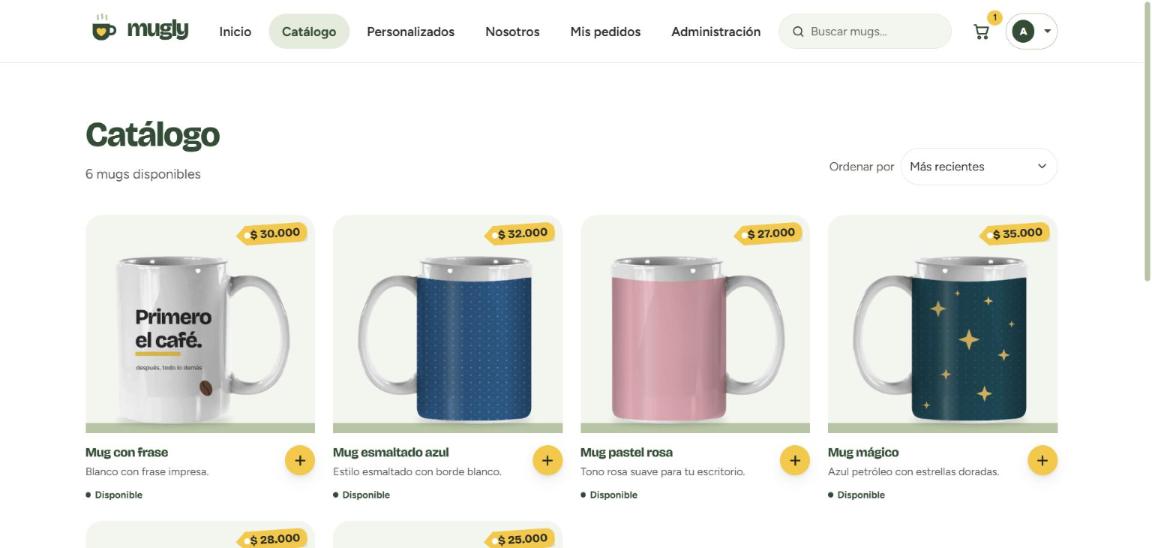 mugly
Inicio
Catálogo
Personalizados
Nosotros
Mis pedidos
Administración
Buscar mugs...
1
A
Catálogo
6 mugs disponibles
Ordenar por
Más recientes
$ 30.000
$ 32.000
$ 27.000
$ 35.000
Primero
el café.
después, todo lo demás
Mug con frase
Blanco con frase impresa.
Disponible
Mug esmaltado azul
Estilo esmaltado con borde blanco.
Disponible
Mug pastel rosa
Tono rosa suave para tu escritorio.
Disponible
Mug mágico
Azul petróleo con estrellas doradas.
Disponible
$ 28.000
$ 25.000